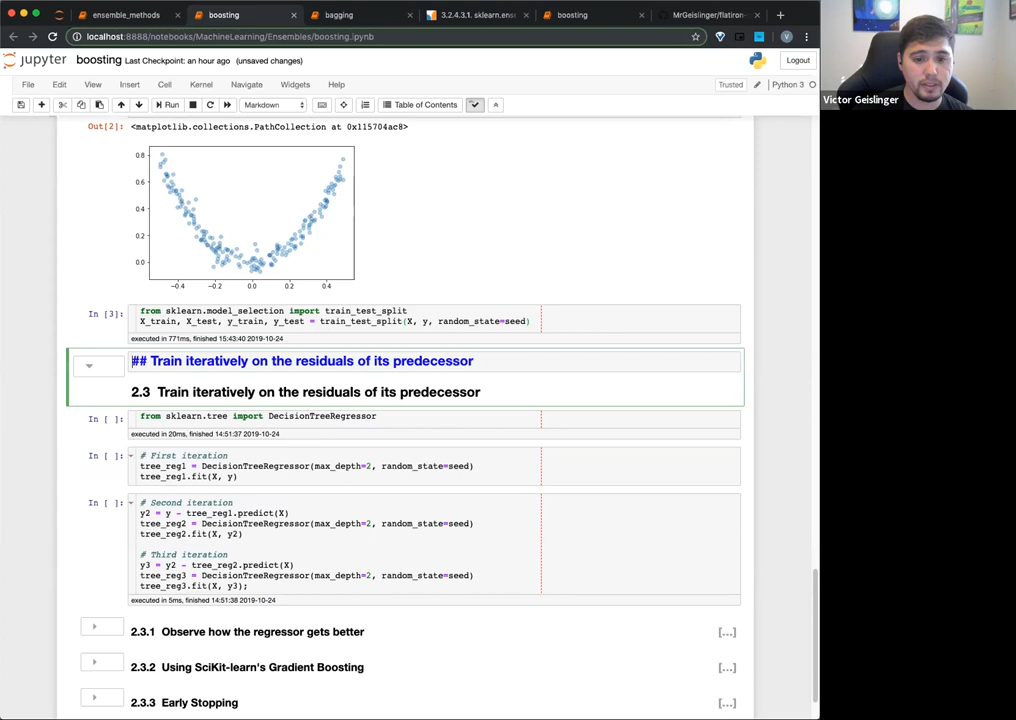 ensemble_methods
boosting
bagging
3.2.4.3.1. sklearn.ens
boosting
MrGeislinger/flatiron-
localhost:8888/notebooks/MachineLearning/Ensembles/boosting.ipynb
V
jupyter boosting Last Checkpoint: an hour ago (unsaved changes)
Logout
File Edit View Insert Cell Kernel Navigate Widgets Help
Trusted Python 3
Run Markdown Table of Contents
Victor Geislinger
Out[2]: <matplotlib.collections.PathCollection at 0x115704ac8>
0.8
0.6
0.4
0.2
0.0
−0.4 −0.2 0.0 0.2 0.4
In [3]: from sklearn.model_selection import train_test_split
X_train, X_test, y_train, y_test = train_test_split(X, y, random_state=seed)
executed in 771ms, finished 15:43:40 2019-10-24
## Train iteratively on the residuals of its predecessor
2.3 Train iteratively on the residuals of its predecessor
In [ ]: from sklearn.tree import DecisionTreeRegressor
executed in 20ms, finished 14:51:37 2019-10-24
In [ ]: # First iteration
tree_reg1 = DecisionTreeRegressor(max_depth=2, random_state=seed)
tree_reg1.fit(X, y)
In [ ]: # Second iteration
y2 = y - tree_reg1.predict(X)
tree_reg2 = DecisionTreeRegressor(max_depth=2, random_state=seed)
tree_reg2.fit(X, y2)
# Third iteration
y3 = y2 - tree_reg2.predict(X)
tree_reg3 = DecisionTreeRegressor(max_depth=2, random_state=seed)
tree_reg3.fit(X, y3);
executed in 5ms, finished 14:51:38 2019-10-24
2.3.1 Observe how the regressor gets better [...]
2.3.2 Using SciKit-learn's Gradient Boosting [...]
2.3.3 Early Stopping [...]